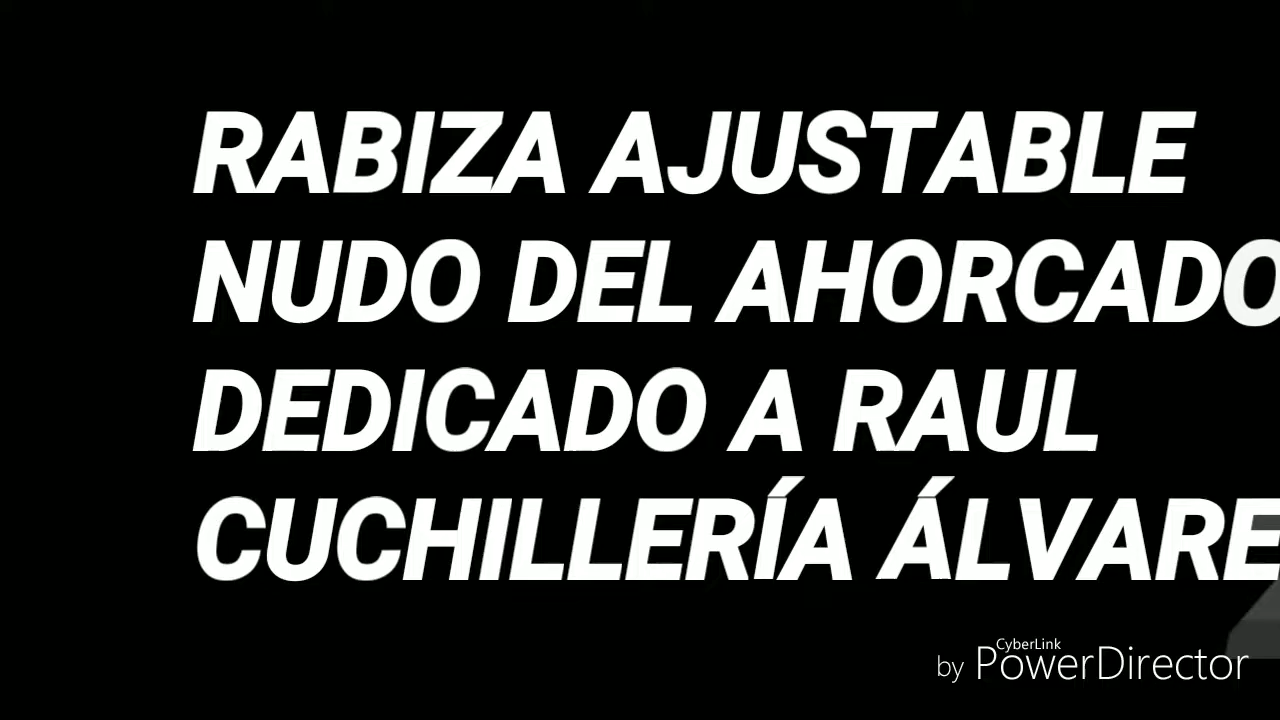 RABIZA AJUSTABLE
NUDO DEL AHORCADO
DEDICADO A RAUL
CUCHILLERÍA ÁLVARE
by CyberLink PowerDirector